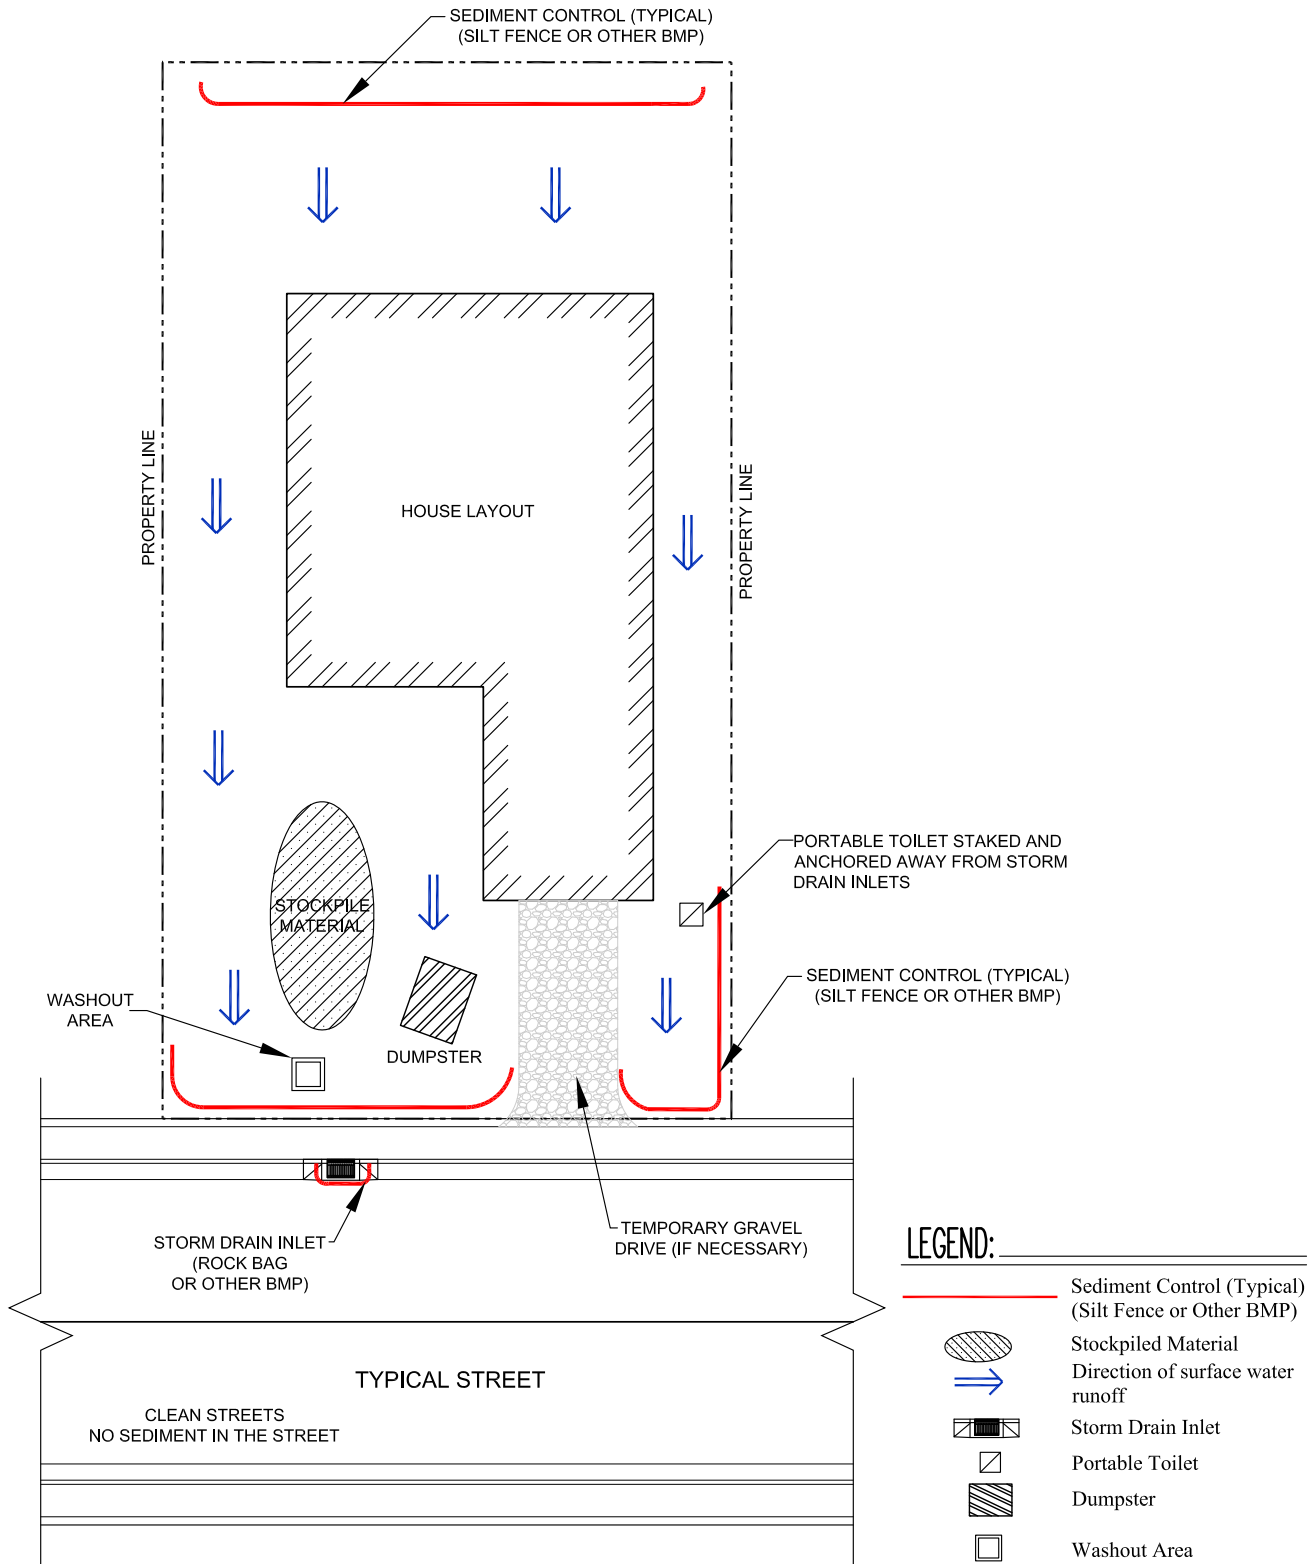 SEDIMENT CONTROL (TYPICAL)
(SILT FENCE OR OTHER BMP)
PROPERTY LINE
HOUSE LAYOUT
PROPERTY LINE
PORTABLE TOILET STAKED AND
ANCHORED AWAY FROM STORM
DRAIN INLETS
STOCKPILE
MATERIAL
SEDIMENT CONTROL (TYPICAL)
(SILT FENCE OR OTHER BMP)
WASHOUT
AREA
DUMPSTER
STORM DRAIN INLET
(ROCK BAG
OR OTHER BMP)
TEMPORARY GRAVEL
DRIVE (IF NECESSARY)
TYPICAL STREET
CLEAN STREETS
NO SEDIMENT IN THE STREET
LEGEND:
Sediment Control (Typical)
(Silt Fence or Other BMP)
Stockpiled Material
Direction of surface water
runoff
Storm Drain Inlet
Portable Toilet
Dumpster
Washout Area